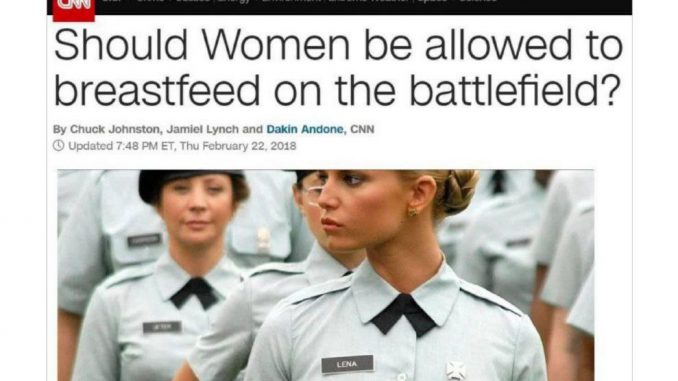 CNN
Should Women be allowed to
breastfeed on the battlefield?
By Chuck Johnston, Jamiel Lynch and Dakin Andone, CNN
Updated 7:48 PM ET, Thu February 22, 2018
LENA